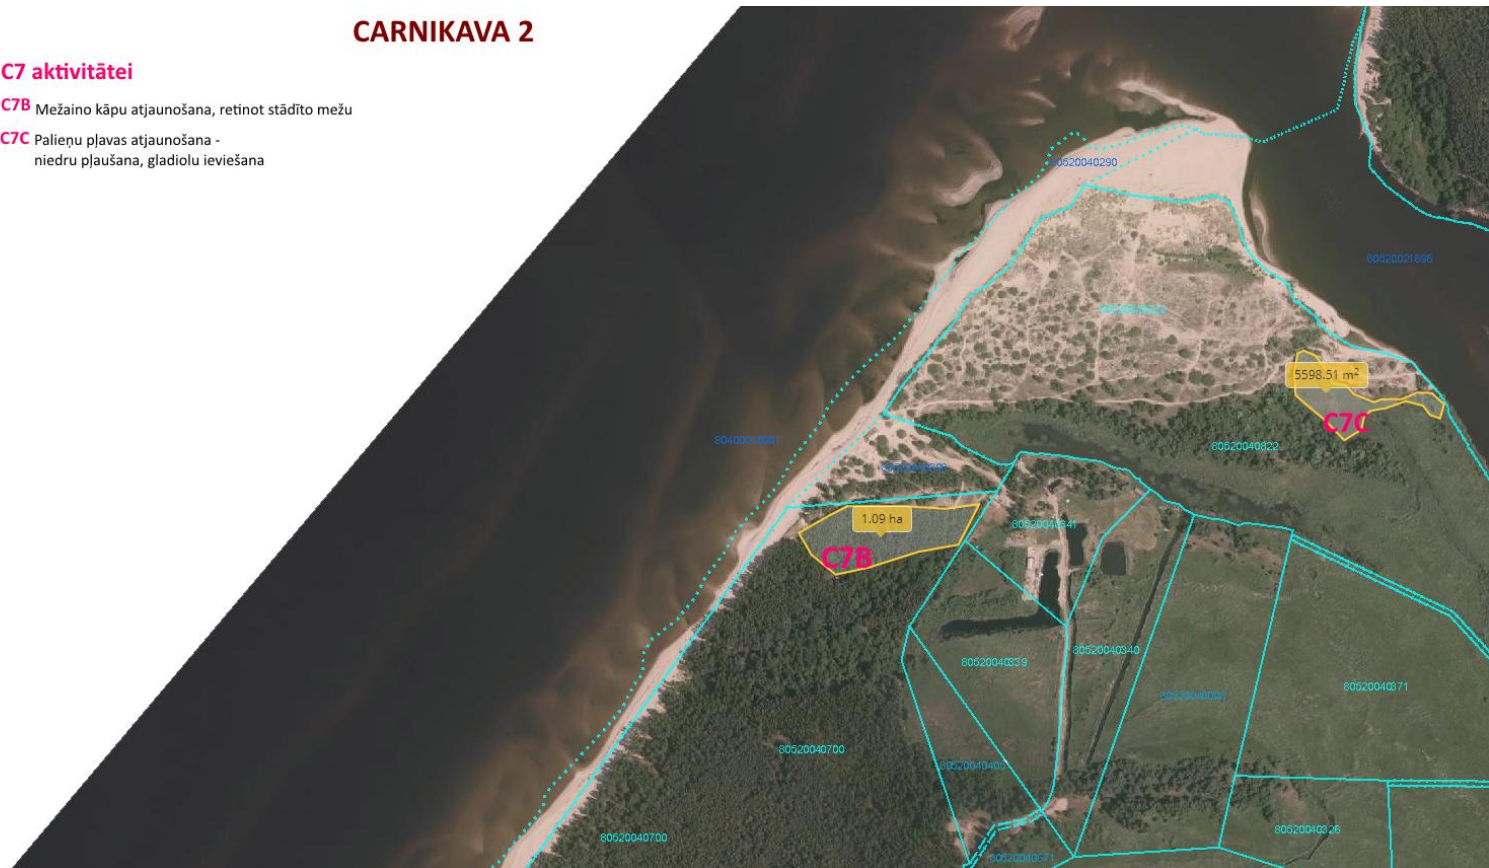 CARNIKAVA 2
C7 aktivitātei
C7B Mežaino kāpu atjaunošana, retinot stādīto mežu
C7C Palieņu pļavas atjaunošana -
niedru pļaušana, gladiolu ieviešana
80520040290
80520021696
5598.51 m²
C7C
80400040001
80520040822
1.09 ha
C7B
80520040341
80520040339
80520040340
80520040371
80520040700
80520040326
80520040700